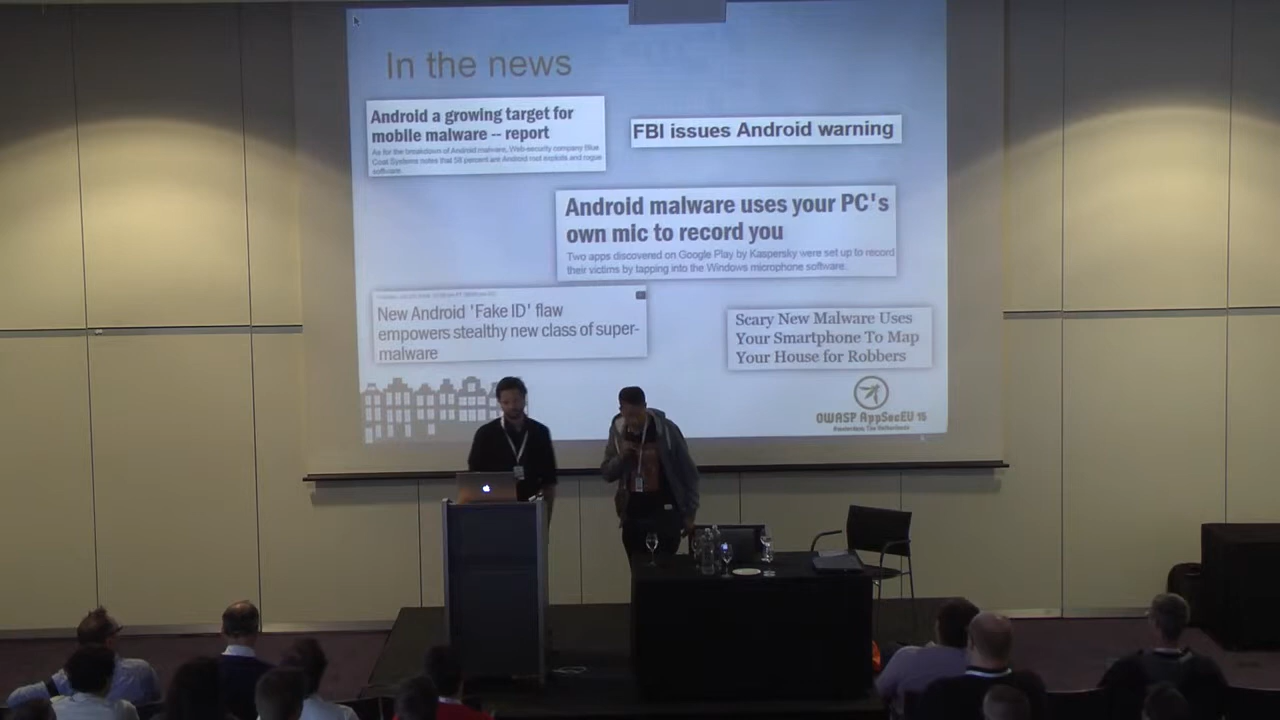 In the news
Android a growing target for
mobile malware -- report
As for the breakdown of Android malware, Web-security company Blue
Coat Systems notes that 58 percent are Android root exploits and rogue
software.
FBI issues Android warning
Android malware uses your PC's
own mic to record you
Two apps discovered on Google Play by Kaspersky were set up to record
their victims by tapping into the Windows microphone software.
New Android 'Fake ID' flaw
empowers stealthy new class of super-
malware
Scary New Malware Uses
Your Smartphone To Map
Your House for Robbers
OWASP AppSecEU 15
Amsterdam, The Netherlands